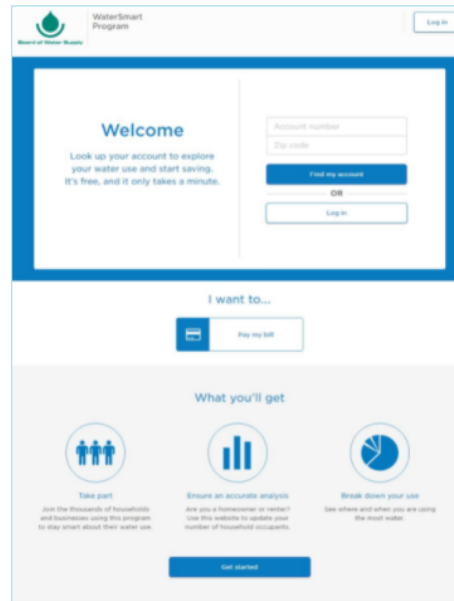 WaterSmart
Program
Log in
Board of Water Supply
Welcome
Look up your account to explore
your water use and start saving.
It's free, and it only takes a minute.
Account number
Zip code
Find my account
OR
Log in
I want to...
Pay my bill
What you'll get
Take part
Join the thousands of households
and businesses using this program
to stay smart about their water use.
Ensure an accurate analysis
Are you a homeowner or renter?
Use this website to update your
number of household occupants.
Break down your use
See where and when you are using
the most water.
Get started